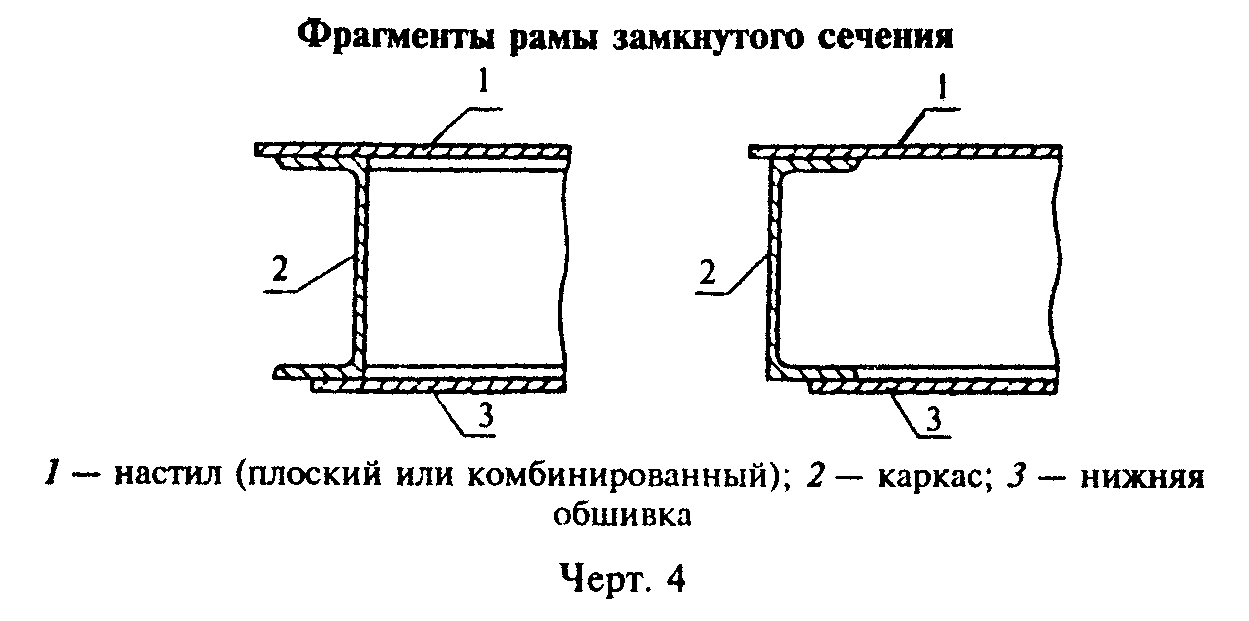 Фрагменты рамы замкнутого сечения
1
1
2
2
3
3
1 — настил (плоский или комбинированный); 2 — каркас; 3 — нижняя
обшивка
Черт. 4